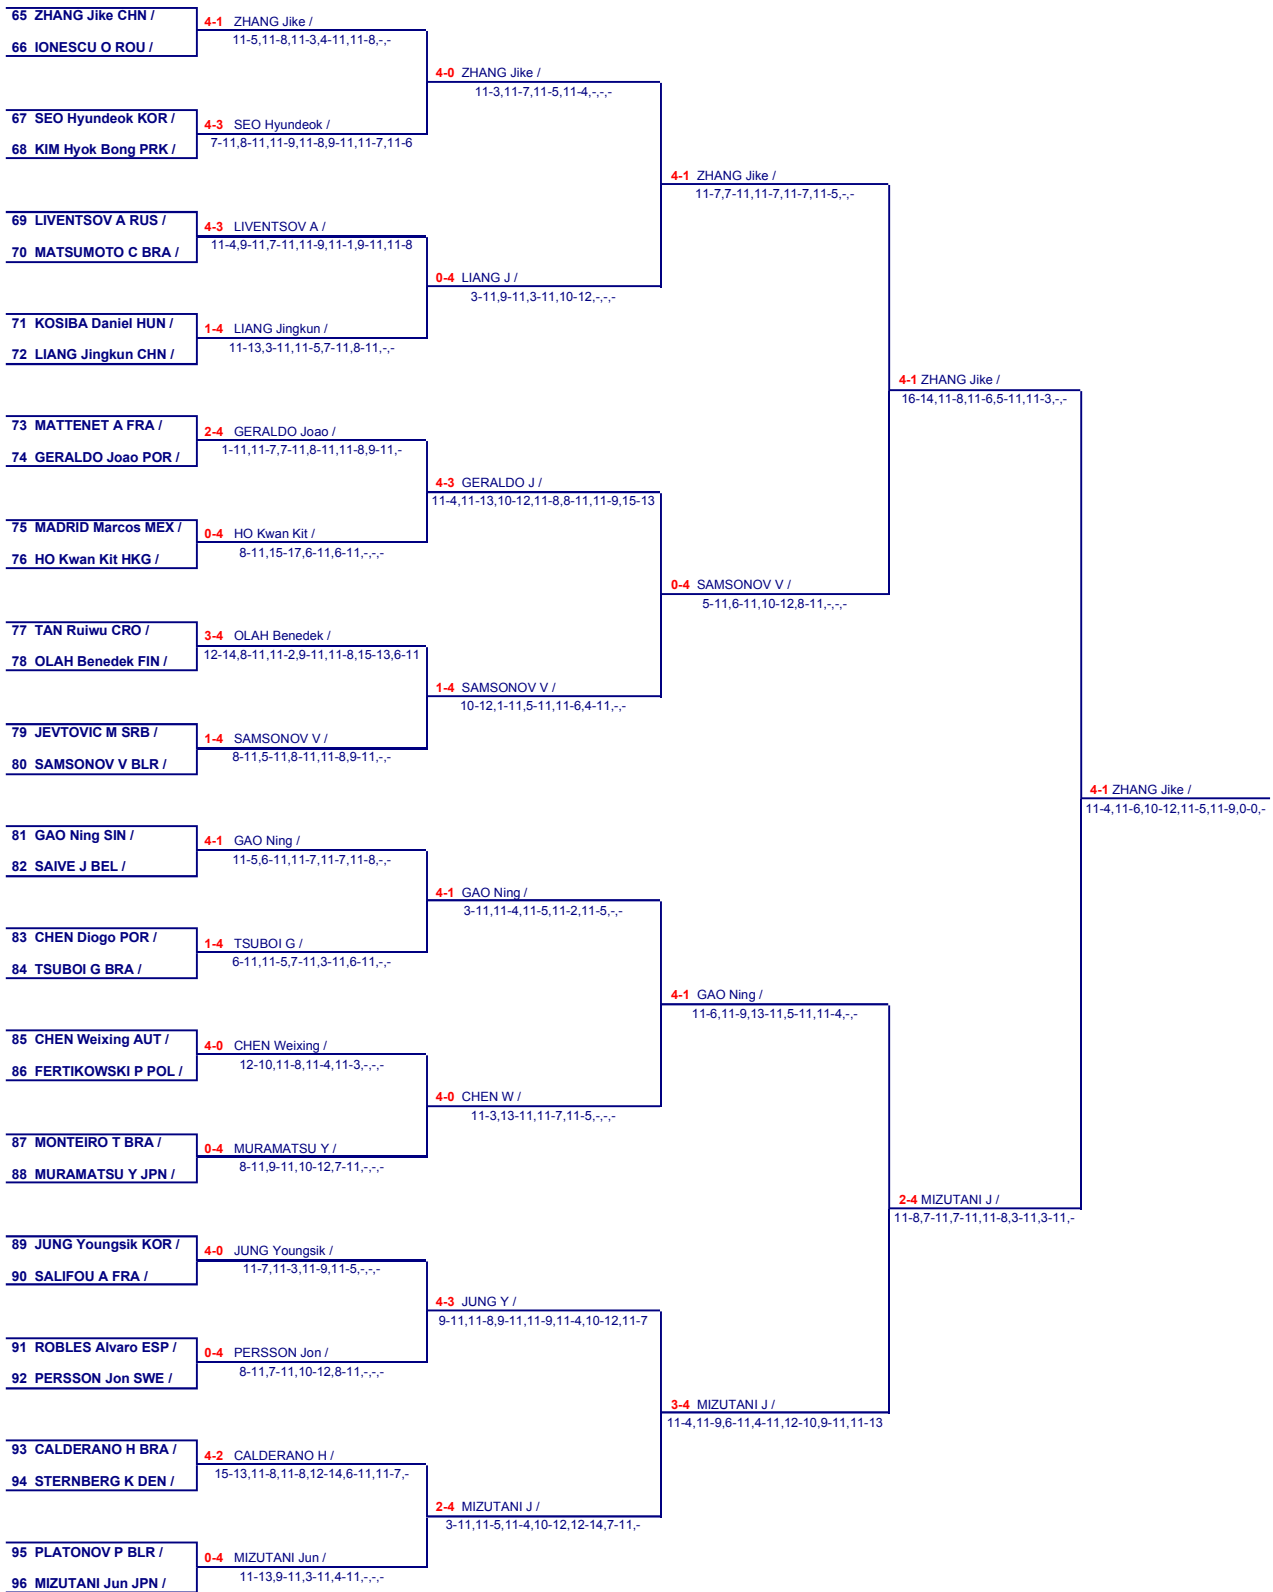 65 ZHANG Jike CHN /
4-1 ZHANG Jike /
66 IONESCU O ROU /
11-5,11-8,11-3,4-11,11-8,-,-
4-0 ZHANG Jike /
11-3,11-7,11-5,11-4,-,-,-
67 SEO Hyundeok KOR /
4-3 SEO Hyundeok /
68 KIM Hyok Bong PRK /
7-11,8-11,11-9,11-8,9-11,11-7,11-6
4-1 ZHANG Jike /
11-7,7-11,11-7,11-7,11-5,-,-
69 LIVENTSOV A RUS /
4-3 LIVENTSOV A /
70 MATSUMOTO C BRA /
11-4,9-11,7-11,11-9,11-1,9-11,11-8
0-4 LIANG J /
3-11,9-11,3-11,10-12,-,-,-
71 KOSIBA Daniel HUN /
1-4 LIANG Jingkun /
72 LIANG Jingkun CHN /
11-13,3-11,11-5,7-11,8-11,-,-
4-1 ZHANG Jike /
16-14,11-8,11-6,5-11,11-3,-,-
73 MATTENET A FRA /
2-4 GERALDO Joao /
74 GERALDO Joao POR /
1-11,11-7,7-11,8-11,11-8,9-11,-
4-3 GERALDO J /
11-4,11-13,10-12,11-8,8-11,11-9,15-13
75 MADRID Marcos MEX /
0-4 HO Kwan Kit /
76 HO Kwan Kit HKG /
8-11,15-17,6-11,6-11,-,-,-
0-4 SAMSONOV V /
5-11,6-11,10-12,8-11,-,-,-
77 TAN Ruiwu CRO /
3-4 OLAH Benedek /
78 OLAH Benedek FIN /
12-14,8-11,11-2,9-11,11-8,15-13,6-11
1-4 SAMSONOV V /
10-12,1-11,5-11,11-6,4-11,-,-
79 JEVTOVIC M SRB /
1-4 SAMSONOV V /
80 SAMSONOV V BLR /
8-11,5-11,8-11,11-8,9-11,-,-
4-1 ZHANG Jike /
11-4,11-6,10-12,11-5,11-9,0-0,-
81 GAO Ning SIN /
4-1 GAO Ning /
82 SAIVE J BEL /
11-5,6-11,11-7,11-7,11-8,-,-
4-1 GAO Ning /
3-11,11-4,11-5,11-2,11-5,-,-
83 CHEN Diogo POR /
1-4 TSUBOI G /
84 TSUBOI G BRA /
6-11,11-5,7-11,3-11,6-11,-,-
4-1 GAO Ning /
11-6,11-9,13-11,5-11,11-4,-,-
85 CHEN Weixing AUT /
4-0 CHEN Weixing /
86 FERTIKOWSKI P POL /
12-10,11-8,11-4,11-3,-,-,-
4-0 CHEN W /
11-3,13-11,11-7,11-5,-,-,-
87 MONTEIRO T BRA /
0-4 MURAMATSU Y /
88 MURAMATSU Y JPN /
8-11,9-11,10-12,7-11,-,-,-
2-4 MIZUTANI J /
11-8,7-11,7-11,11-8,3-11,3-11,-
89 JUNG Youngsik KOR /
4-0 JUNG Youngsik /
90 SALIFOU A FRA /
11-7,11-3,11-9,11-5,-,-,-
4-3 JUNG Y /
9-11,11-8,9-11,11-9,11-4,10-12,11-7
91 ROBLES Alvaro ESP /
0-4 PERSSON Jon /
92 PERSSON Jon SWE /
8-11,7-11,10-12,8-11,-,-,-
3-4 MIZUTANI J /
11-4,11-9,6-11,4-11,12-10,9-11,11-13
93 CALDERANO H BRA /
4-2 CALDERANO H /
94 STERNBERG K DEN /
15-13,11-8,11-8,12-14,6-11,11-7,-
2-4 MIZUTANI J /
3-11,11-5,11-4,10-12,12-14,7-11,-
95 PLATONOV P BLR /
0-4 MIZUTANI Jun /
96 MIZUTANI Jun JPN /
11-13,9-11,3-11,4-11,-,-,-